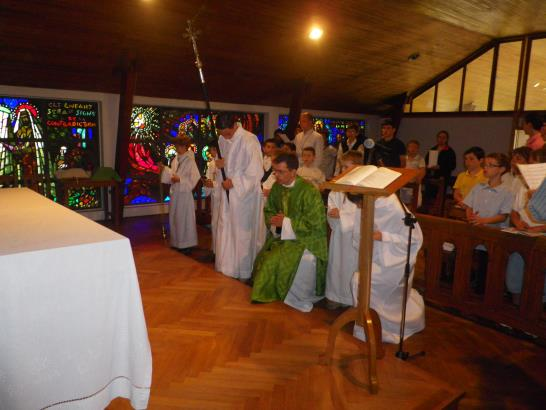 CET ENFANT
SERA SIGNE
DE
CONTRADICTION